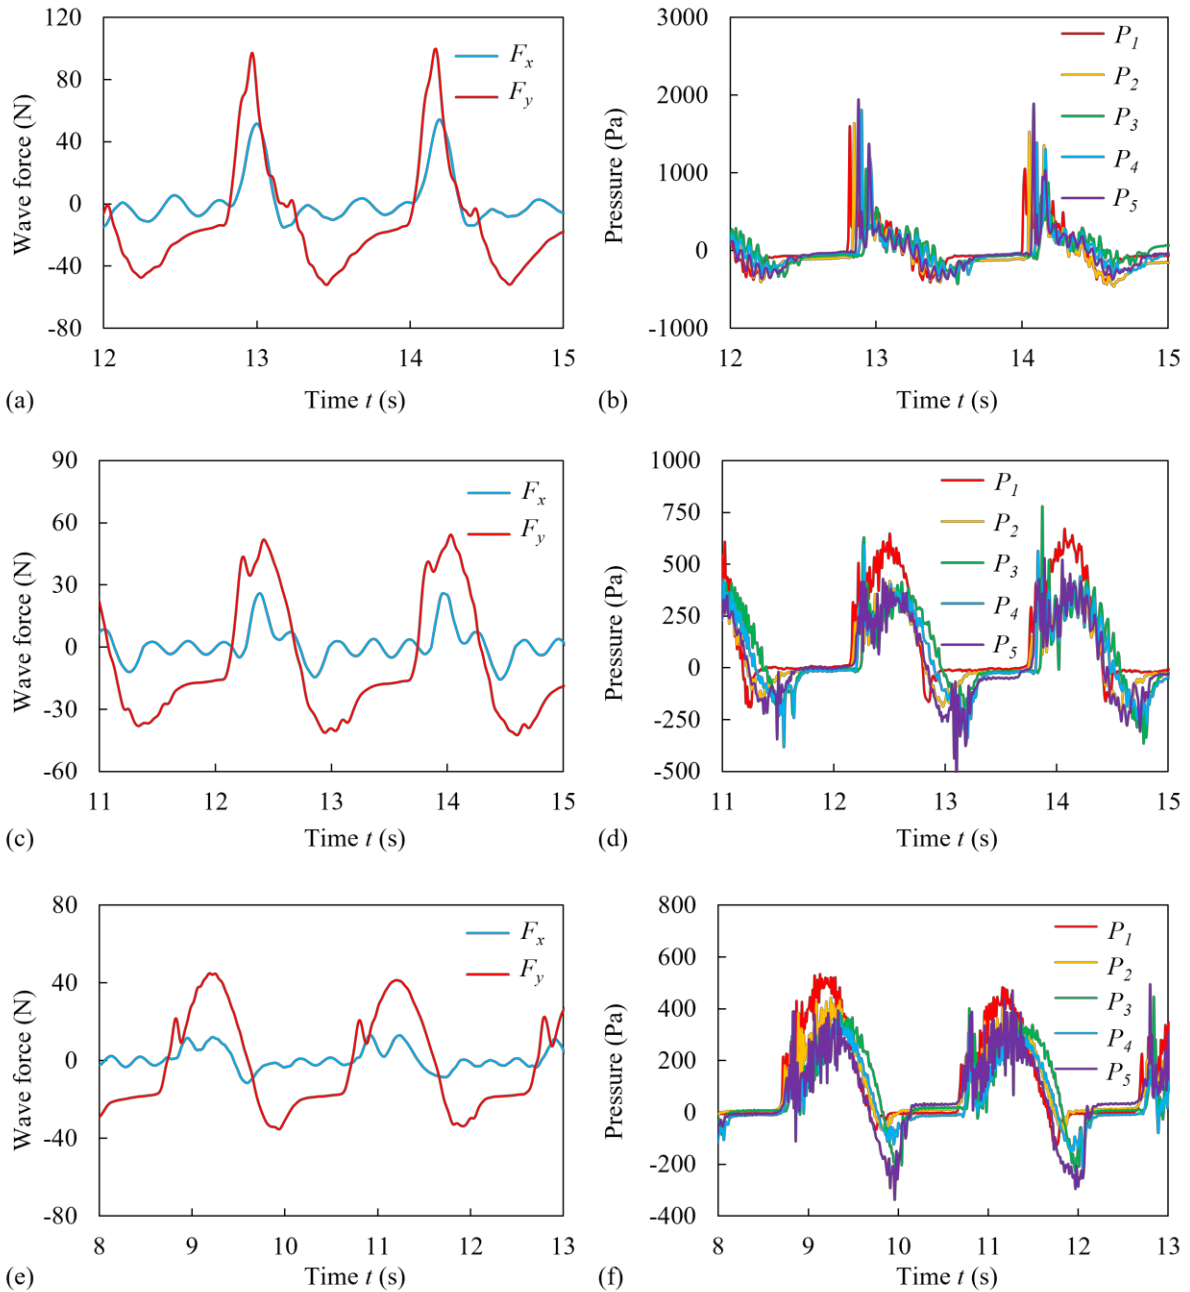 120
80
40
0
-40
-80
Wave force (N)
F_x
F_y
12 13 14 15
(a) Time t (s)
3000
2000
1000
0
-1000
Pressure (Pa)
P_1
P_2
P_3
P_4
P_5
12 13 14 15
(b) Time t (s)
90
60
30
0
-30
-60
Wave force (N)
F_x
F_y
11 12 13 14 15
(c) Time t (s)
1000
750
500
250
0
-250
-500
Pressure (Pa)
P_1
P_2
P_3
P_4
P_5
11 12 13 14 15
(d) Time t (s)
80
40
0
-40
-80
Wave force (N)
F_x
F_y
8 9 10 11 12 13
(e) Time t (s)
800
600
400
200
0
-200
-400
Pressure (Pa)
P_1
P_2
P_3
P_4
P_5
8 9 10 11 12 13
(f) Time t (s)